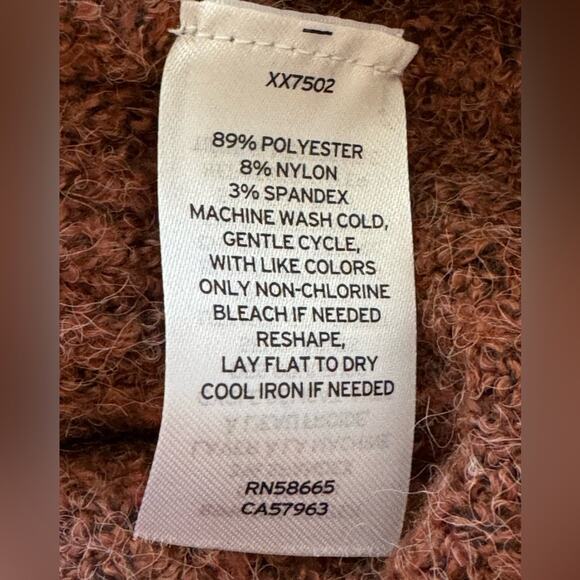 XX7502
89% POLYESTER
8% NYLON
3% SPANDEX
MACHINE WASH COLD,
GENTLE CYCLE,
WITH LIKE COLORS
ONLY NON-CHLORINE
BLEACH IF NEEDED
RESHAPE,
LAY FLAT TO DRY
COOL IRON IF NEEDED
RN58665
CA57963